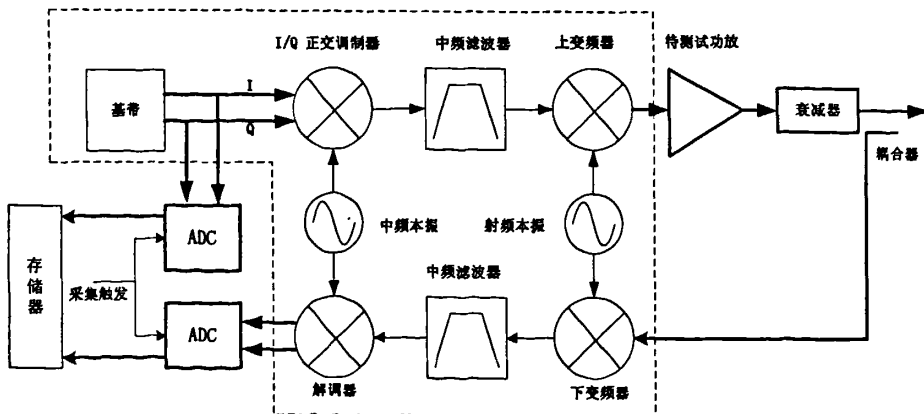 I/Q 正交调制器
中频滤波器
上变频器
待测试功放
基带
I
Q
衰减器
耦合器
ADC
中频本振
射频本振
存储器
采集触发
中频滤波器
ADC
解调器
下变频器